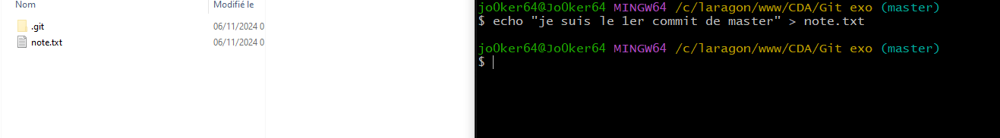 Nom Modifié le
.git 06/11/2024 0
note.txt 06/11/2024 0
jo0ker64@Jo0ker64 MINGW64 /c/laragon/www/CDA/Git exo (master)
$ echo "je suis le 1er commit de master" > note.txt
jo0ker64@Jo0ker64 MINGW64 /c/laragon/www/CDA/Git exo (master)
$